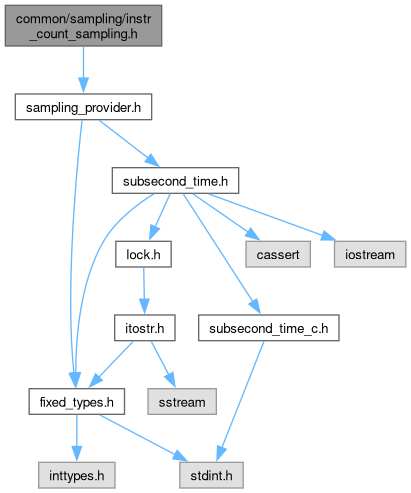 common/sampling/instr
_count_sampling.h
sampling_provider.h
subsecond_time.h
lock.h
cassert
iostream
itostr.h
subsecond_time_c.h
fixed_types.h
sstream
inttypes.h
stdint.h